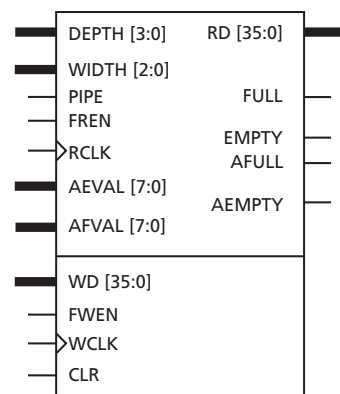 DEPTH [3:0] RD [35:0]
WIDTH [2:0]
PIPE FULL
FREN
EMPTY
RCLK AFULL
AEVAL [7:0]
AEMPTY
AFVAL [7:0]
WD [35:0]
FWEN
WCLK
CLR